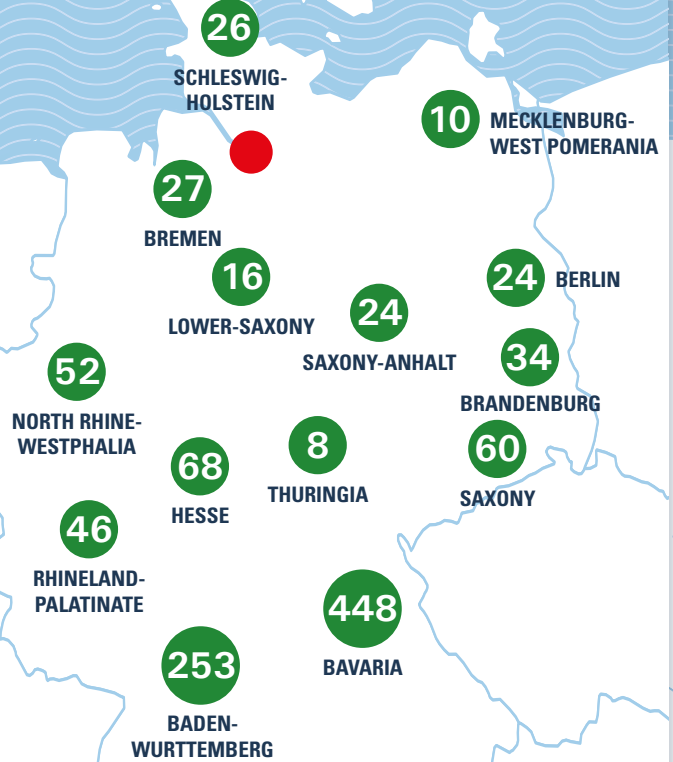 26
SCHLESWIG-
HOLSTEIN
10
MECKLENBURG-
WEST POMERANIA
27
BREMEN
16
LOWER-SAXONY
24
BERLIN
24
SAXONY-ANHALT
34
BRANDENBURG
52
NORTH RHINE-
WESTPHALIA
68
HESSE
8
THURINGIA
60
SAXONY
46
RHINELAND-
PALATINATE
448
BAVARIA
253
BADEN-
WURTTEMBERG